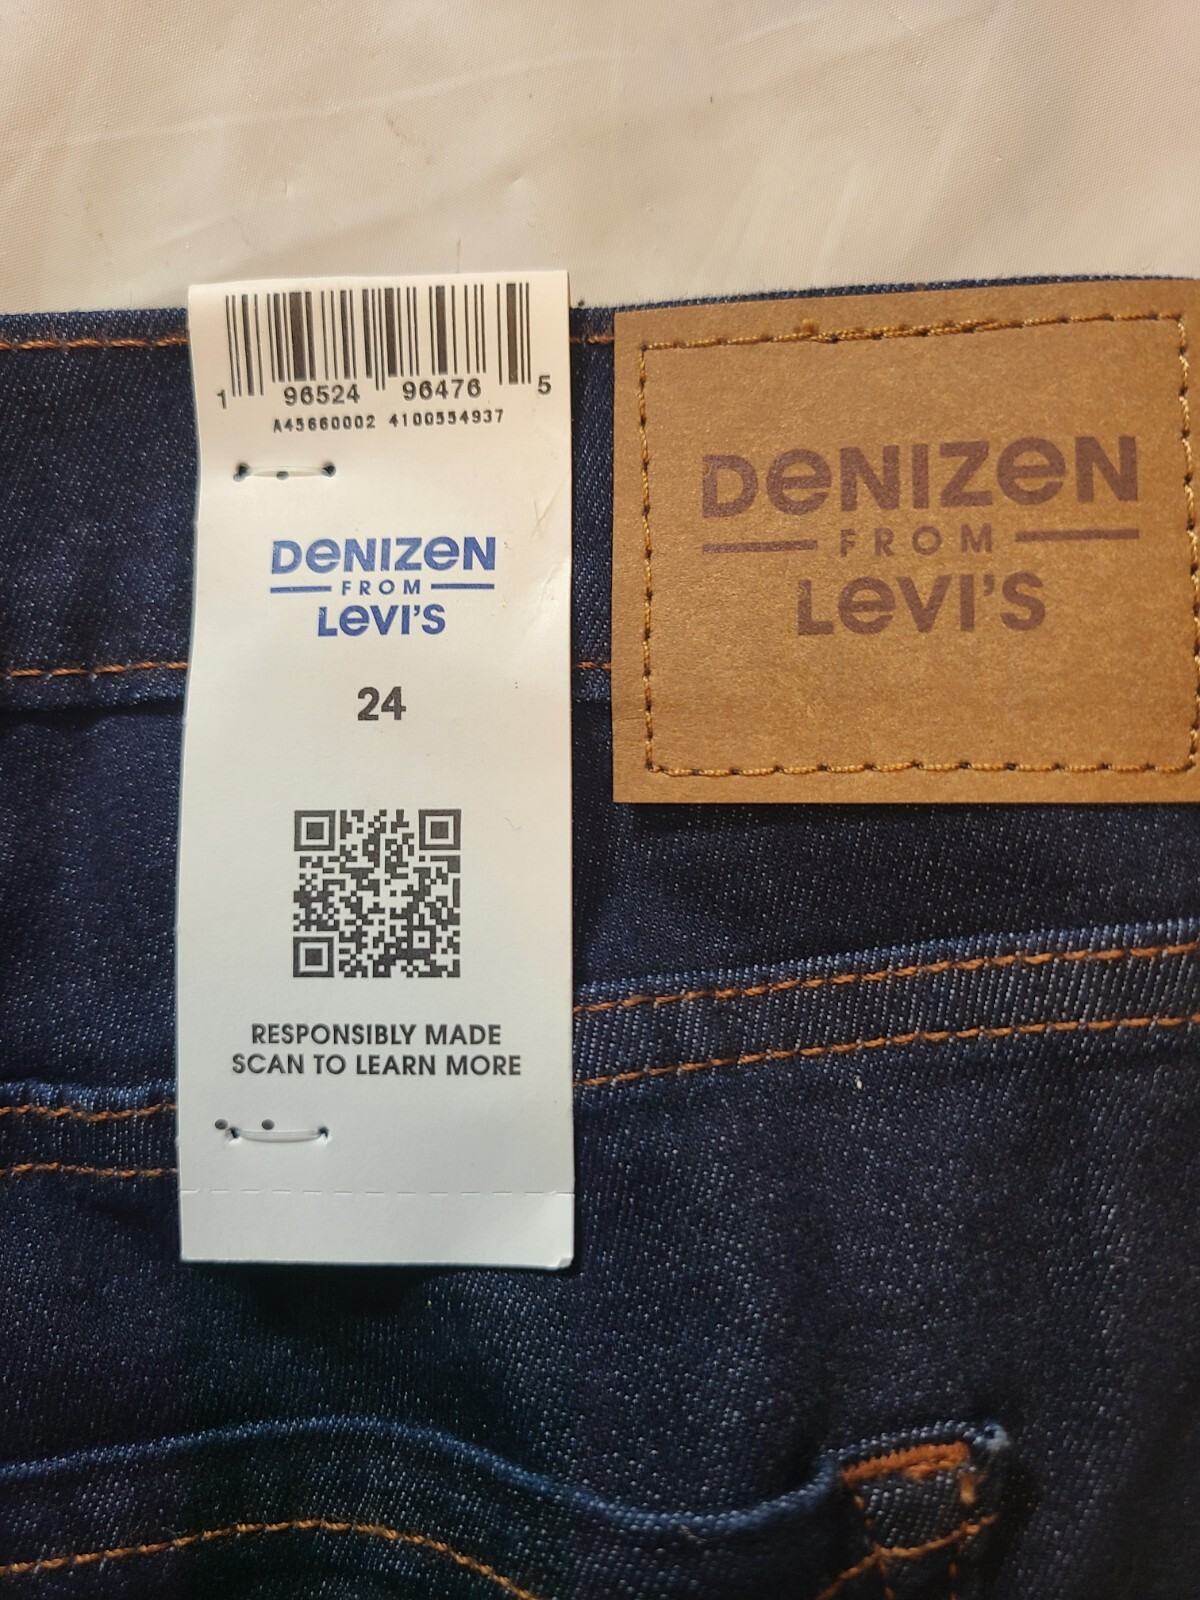 1 96524 96476 5
A45660002 4100554937
DENIZEN
FROM
LEVI'S
24
RESPONSIBLY MADE
SCAN TO LEARN MORE
DENIZEN
FROM
LEVI'S